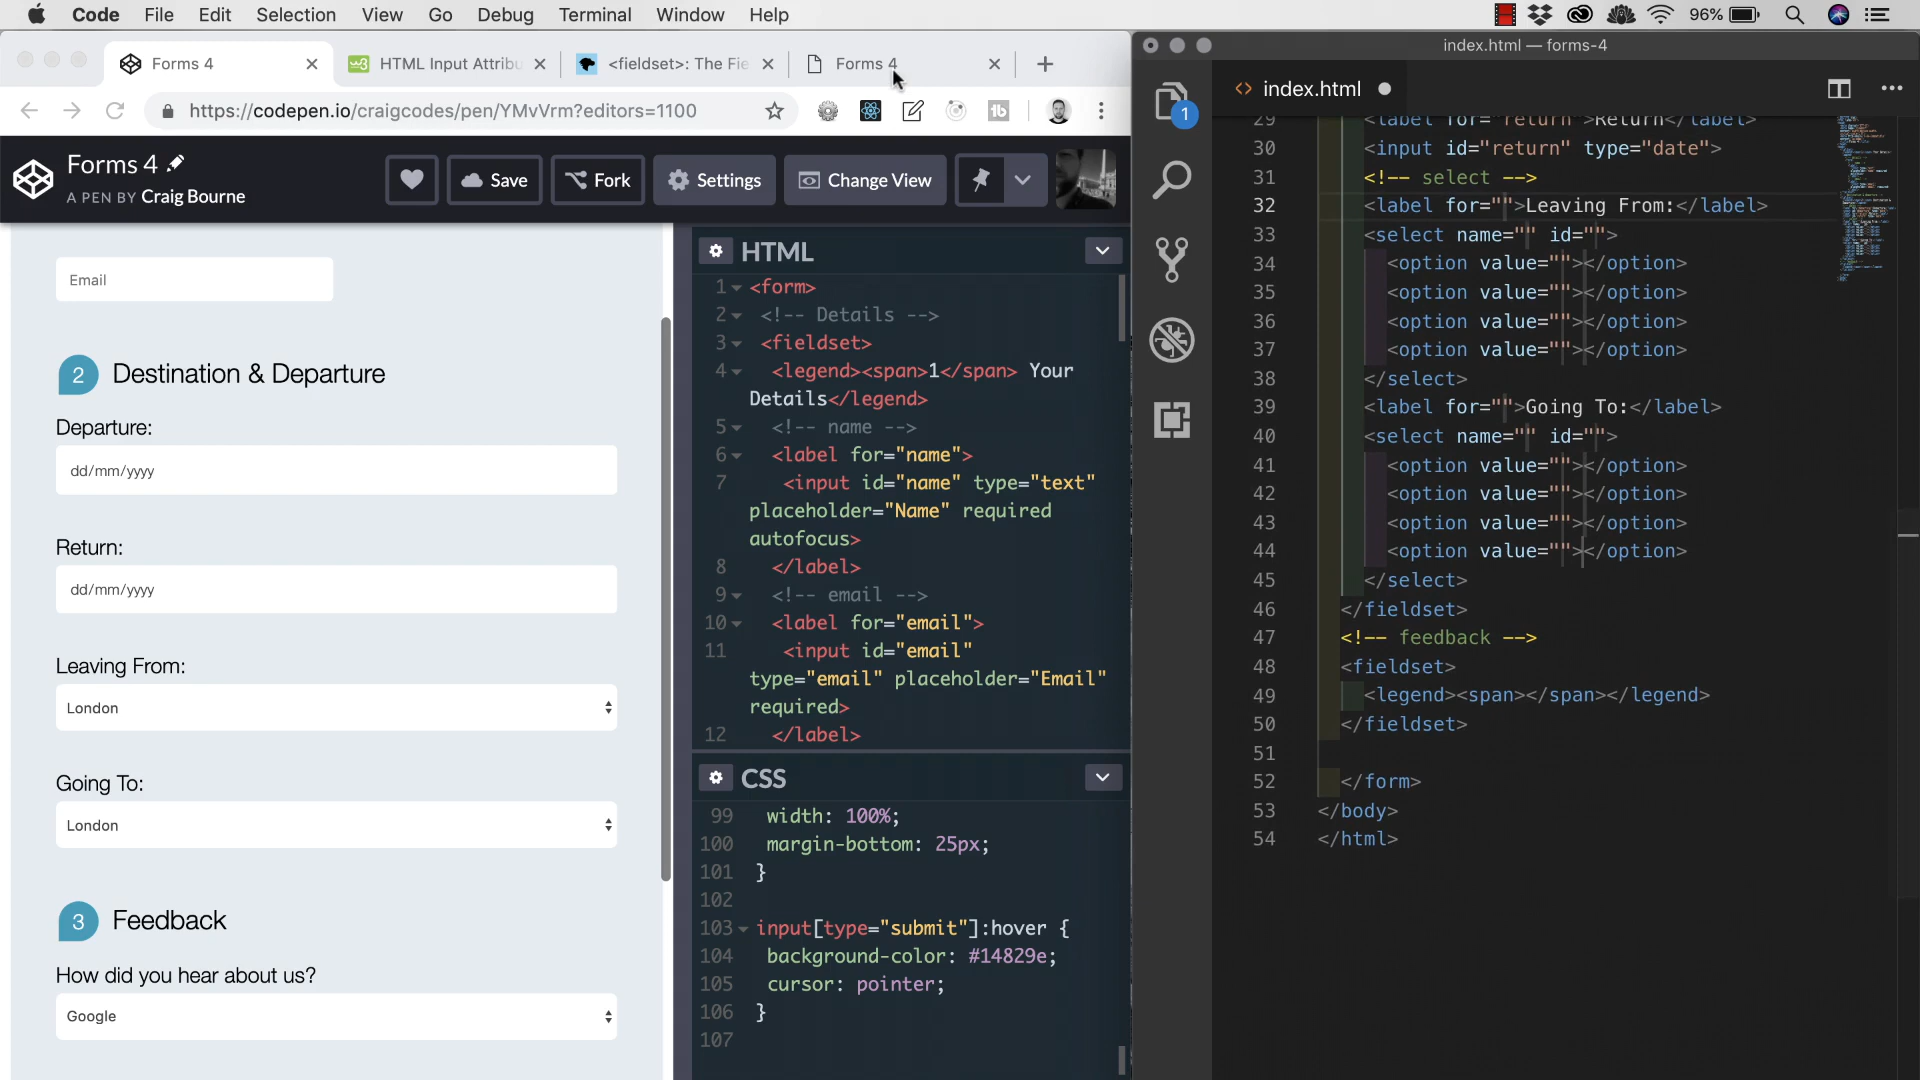 Code File Edit Selection View Go Debug Terminal Window Help 96%
Forms 4
HTML Input Attribu
<fieldset>: The Fie
Forms 4
https://codepen.io/craigcodes/pen/YMvVrm?editors=1100
Forms 4
A PEN BY Craig Bourne
Save
Fork
Settings
Change View
Email
2 Destination & Departure
Departure:
dd/mm/yyyy
Return:
dd/mm/yyyy
Leaving From:
London
Going To:
London
3 Feedback
How did you hear about us?
Google
HTML
1 <form>
2 <!-- Details -->
3 <fieldset>
4 <legend><span>1</span> Your
Details</legend>
5 <!-- name -->
6 <label for="name">
7 <input id="name" type="text"
placeholder="Name" required
autofocus>
8 </label>
9 <!-- email -->
10 <label for="email">
11 <input id="email"
type="email" placeholder="Email"
required>
12 </label>
CSS
99 width: 100%;
100 margin-bottom: 25px;
101 }
102
103 input[type="submit"]:hover {
104 background-color: #14829e;
105 cursor: pointer;
106 }
107
index.html — forms-4
1
index.html
29 <label for="return">Return</label>
30 <input id="return" type="date">
31 <!-- select -->
32 <label for="">Leaving From:</label>
33 <select name="" id="">
34 <option value=""></option>
35 <option value=""></option>
36 <option value=""></option>
37 <option value=""></option>
38 </select>
39 <label for="">Going To:</label>
40 <select name="" id="">
41 <option value=""></option>
42 <option value=""></option>
43 <option value=""></option>
44 <option value=""></option>
45 </select>
46 </fieldset>
47 <!-- feedback -->
48 <fieldset>
49 <legend><span></span></legend>
50 </fieldset>
51
52 </form>
53 </body>
54 </html>